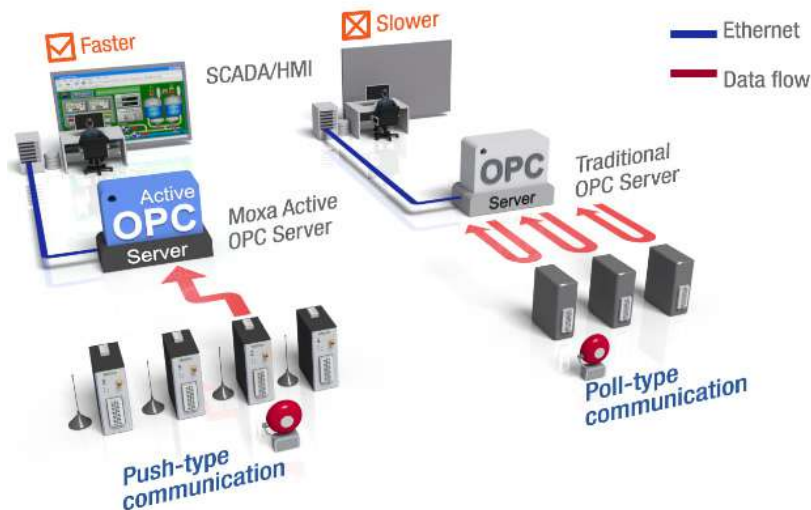 Faster
SCADA/HMI
Slower
Ethernet
Data flow
Active
OPC
Server
Moxa Active
OPC Server
OPC
Server
Traditional
OPC Server
Push-type
communication
Poll-type
communication